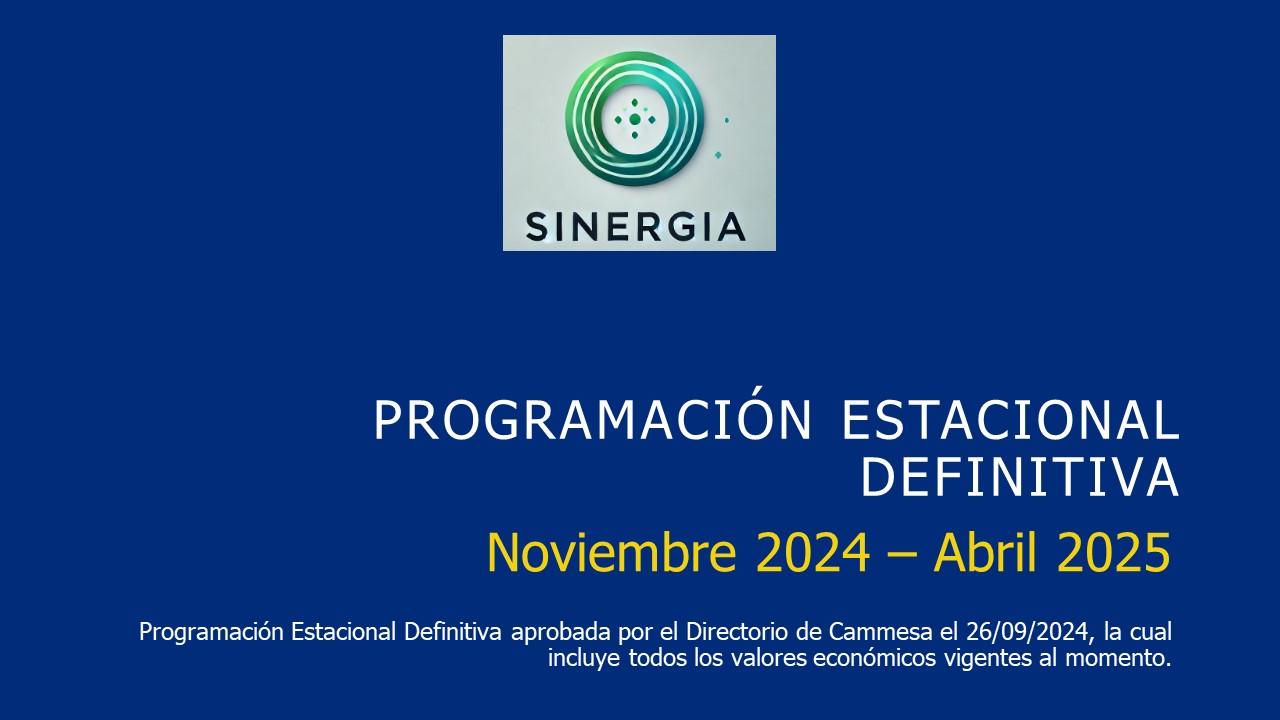 SINERGIA
PROGRAMACIÓN ESTACIONAL
DEFINITIVA
Noviembre 2024 – Abril 2025
Programación Estacional Definitiva aprobada por el Directorio de Cammesa el 26/09/2024, la cual
incluye todos los valores económicos vigentes al momento.